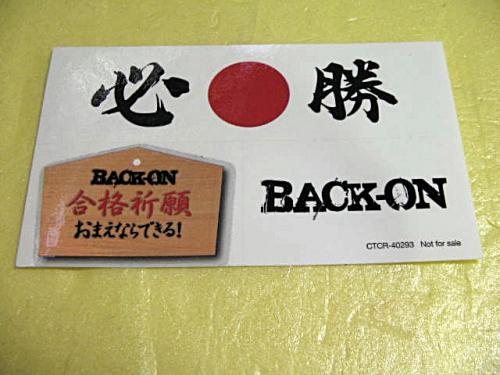 必勝
BACK-ON
合格祈願
おまえならできる!
BACK-ON
CTCR-40293 Not for sale